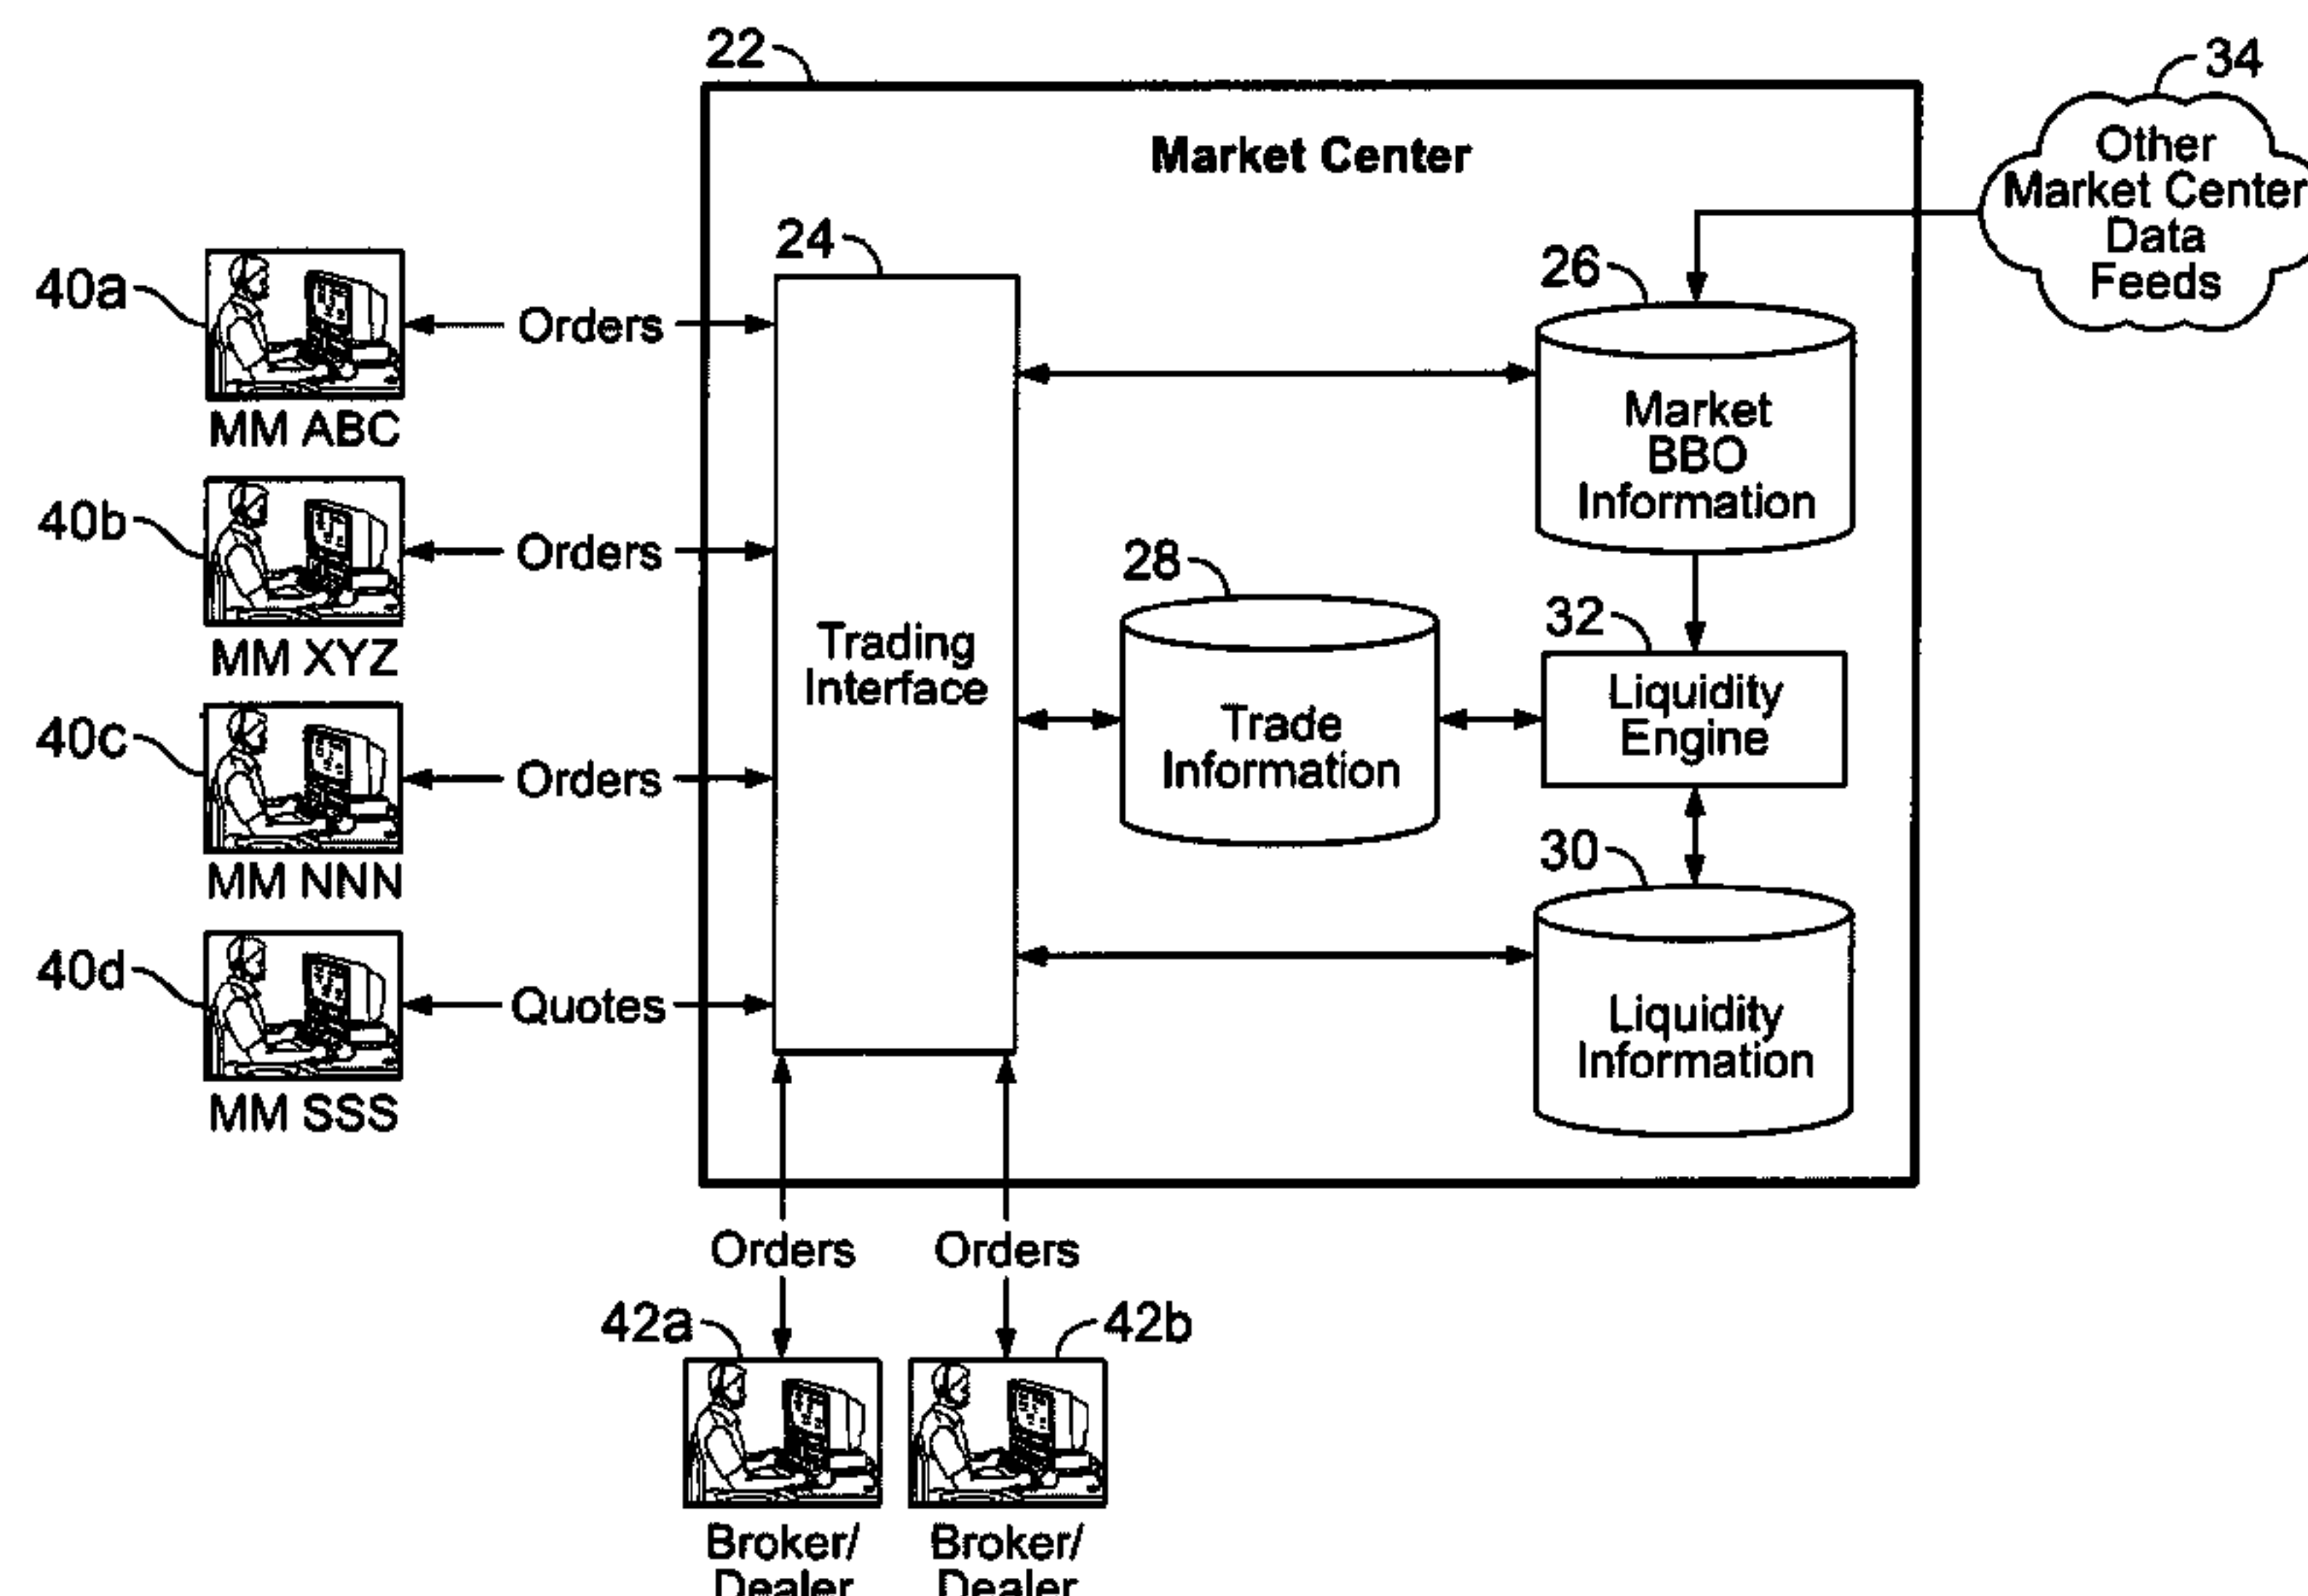 22
34
Market Center
Other
Market Center
Data
Feeds
24
26
40a
Orders
MM ABC
Market
BBO
Information
40b
Orders
MM XYZ
28
32
Trading
Interface
Liquidity
Engine
Trade
Information
40c
Orders
MM NNN
30
40d
Quotes
MM SSS
Liquidity
Information
Orders
Orders
42a
42b
Broker/
Dealer
Broker/
Dealer